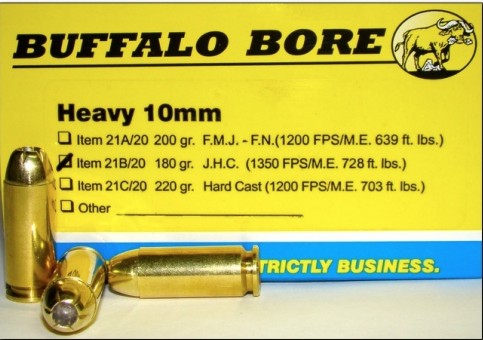 BUFFALO BORE
Heavy 10mm
Item 21A/20 200 gr. F.M.J. - F.N.(1200 FPS/M.E. 639 ft. lbs.)
Item 21B/20 180 gr. J.H.C. (1350 FPS/M.E. 728 ft. lbs.)
Item 21C/20 220 gr. Hard Cast (1200 FPS/M.E. 703 ft. lbs.)
Other
TRICTLY BUSINESS.